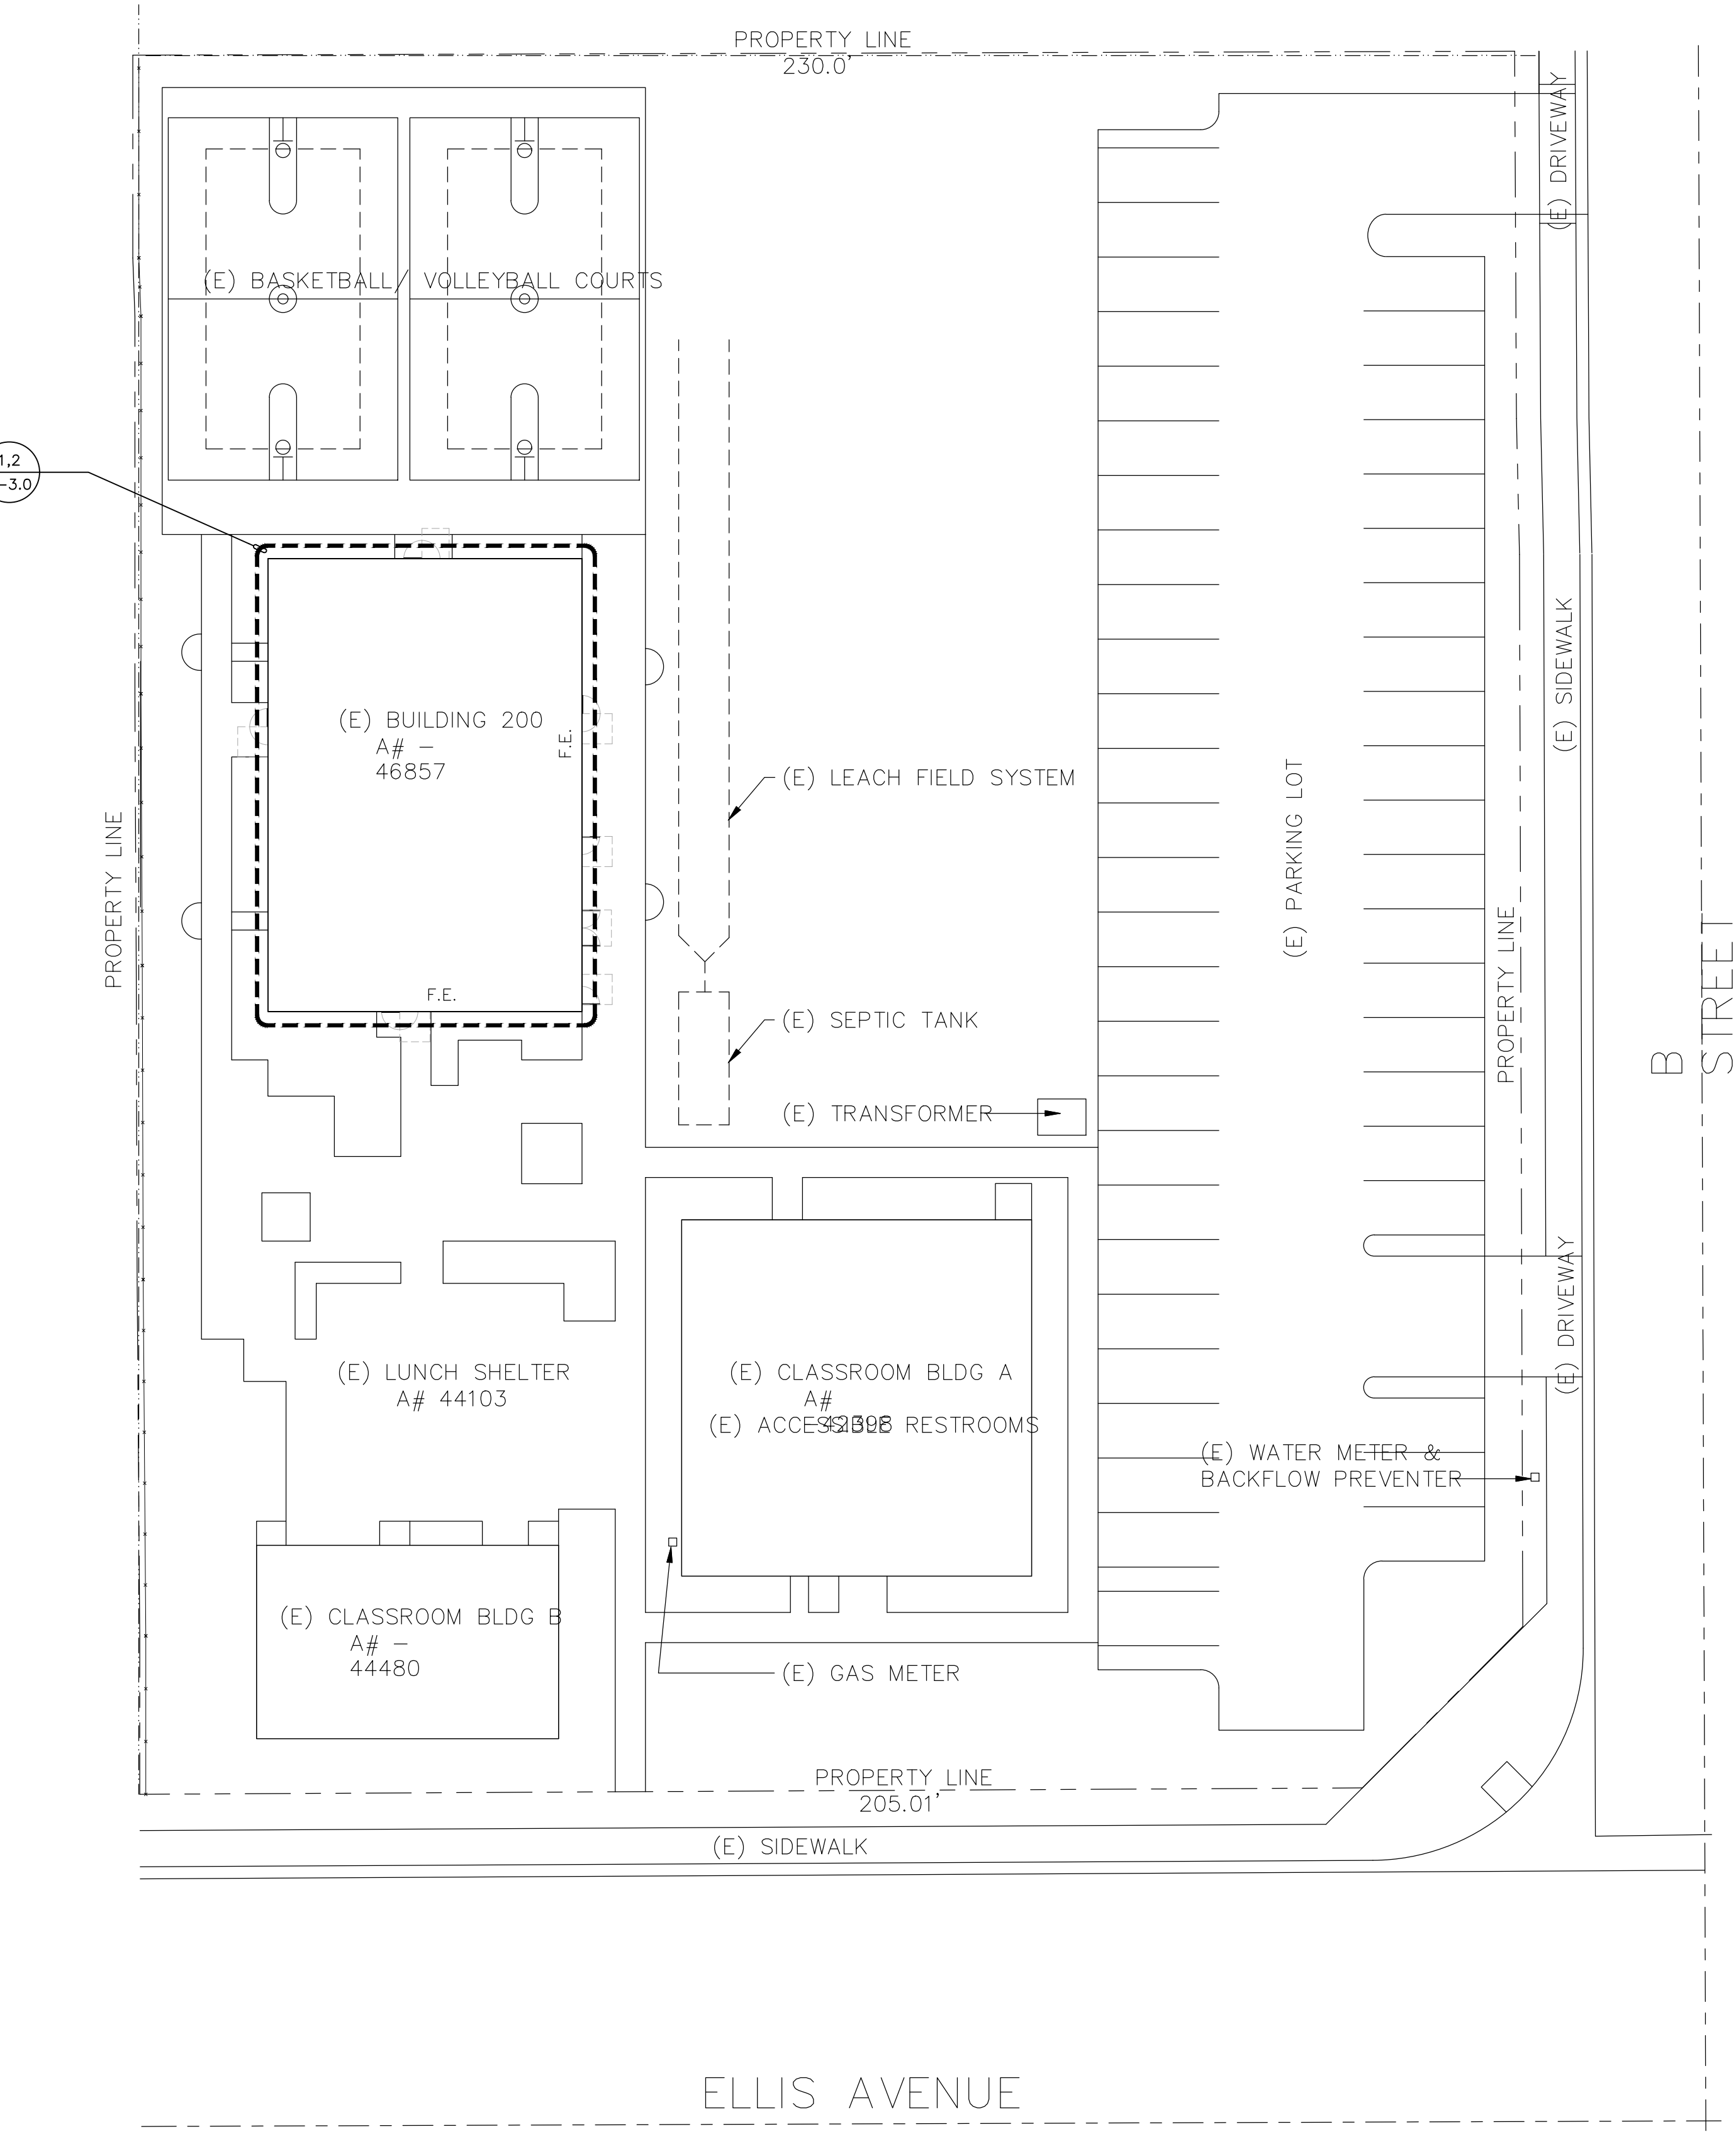 PROPERTY LINE
230.0'
(E) DRIVEWAY
(E) BASKETBALL/ VOLLEYBALL COURTS
1,2
-3.0
(E) SIDEWALK
(E) BUILDING 200
A# -
46857
F.E.
F.E.
(E) LEACH FIELD SYSTEM
(E) PARKING LOT
PROPERTY LINE
PROPERTY LINE
B
STREET
(E) SEPTIC TANK
(E) TRANSFORMER
(E) DRIVEWAY
(E) LUNCH SHELTER
A# 44103
(E) CLASSROOM BLDG A
A#
(E) ACCESSIBLE RESTROOMS
(E) WATER METER &
BACKFLOW PREVENTER
(E) CLASSROOM BLDG B
A# -
44480
(E) GAS METER
PROPERTY LINE
205.01'
(E) SIDEWALK
ELLIS AVENUE